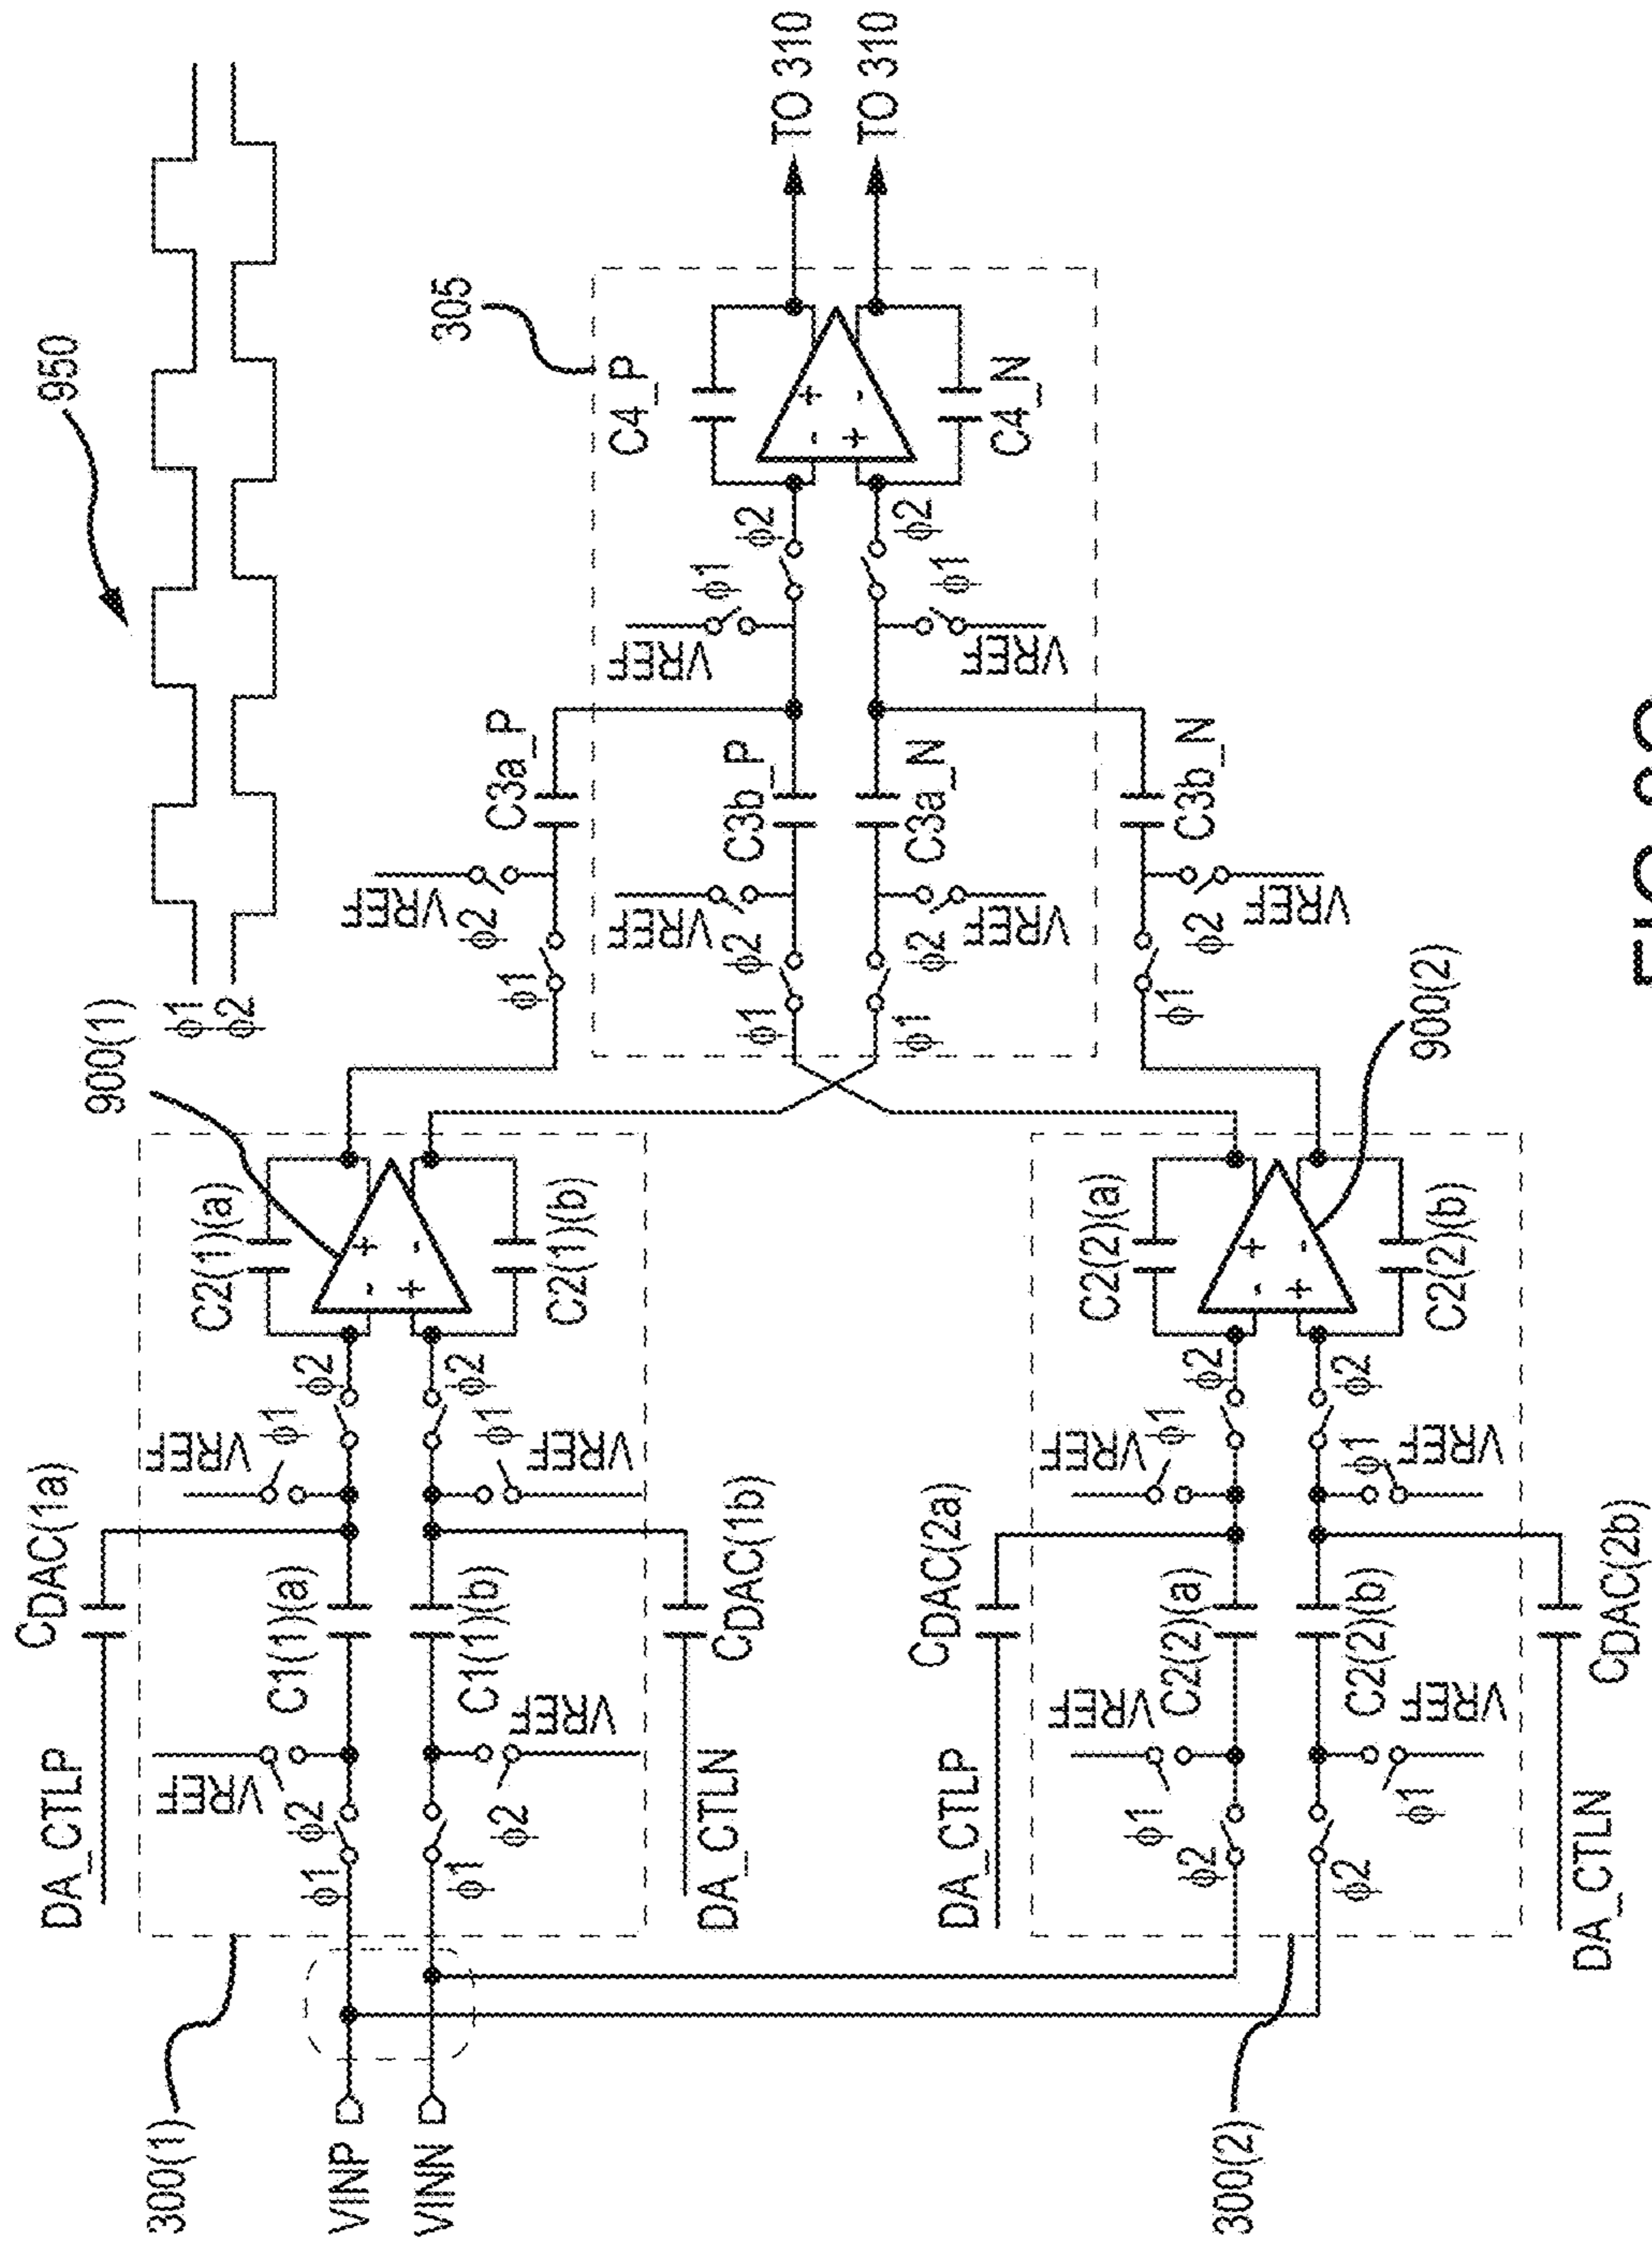 950
ϕ1
ϕ2
900(1)
305
TO 310
TO 310
C4_P
C4_N
ϕ2
ϕ2
ϕ1
ϕ1
VREF
VREF
C3a_P
C3b_P
C3a_N
C3b_N
VREF
ϕ2
ϕ1
VREF
ϕ2
ϕ1
ϕ2
VREF
ϕ1
ϕ2
VREF
ϕ1
900(2)
300(1)
VINP
VINN
DA_CTLP
CDAC(1a)
VREF
ϕ2
ϕ1
C1(1)(a)
VREF
ϕ1
ϕ2
C2(1)(a)
- +
+ -
C1(1)(b)
VREF
ϕ2
ϕ1
ϕ1
ϕ2
VREF
C2(1)(b)
DA_CTLN
CDAC(1b)
300(2)
DA_CTLP
CDAC(2a)
VREF
ϕ1
ϕ2
C2(2)(a)
VREF
ϕ1
ϕ2
C2(2)(a)
- +
+ -
C2(2)(b)
VREF
ϕ1
ϕ2
ϕ1
ϕ2
VREF
C2(2)(b)
DA_CTLN
CDAC(2b)
- +
+ -